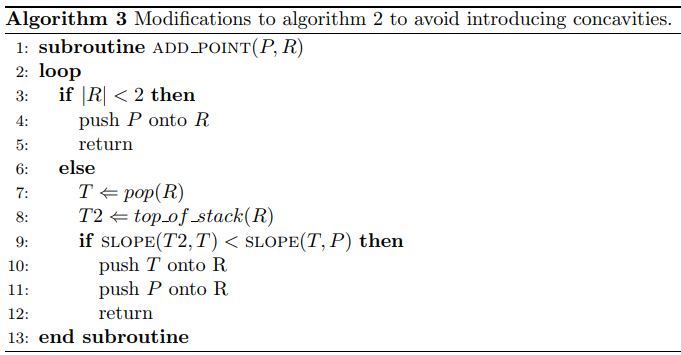 Algorithm 3 Modifications to algorithm 2 to avoid introducing concavities.
1: subroutine ADD_POINT(P, R)
2: loop
3: if |R| < 2 then
4: push P onto R
5: return
6: else
7: T ⇐ pop(R)
8: T2 ⇐ top_of_stack(R)
9: if SLOPE(T2, T) < SLOPE(T, P) then
10: push T onto R
11: push P onto R
12: return
13: end subroutine